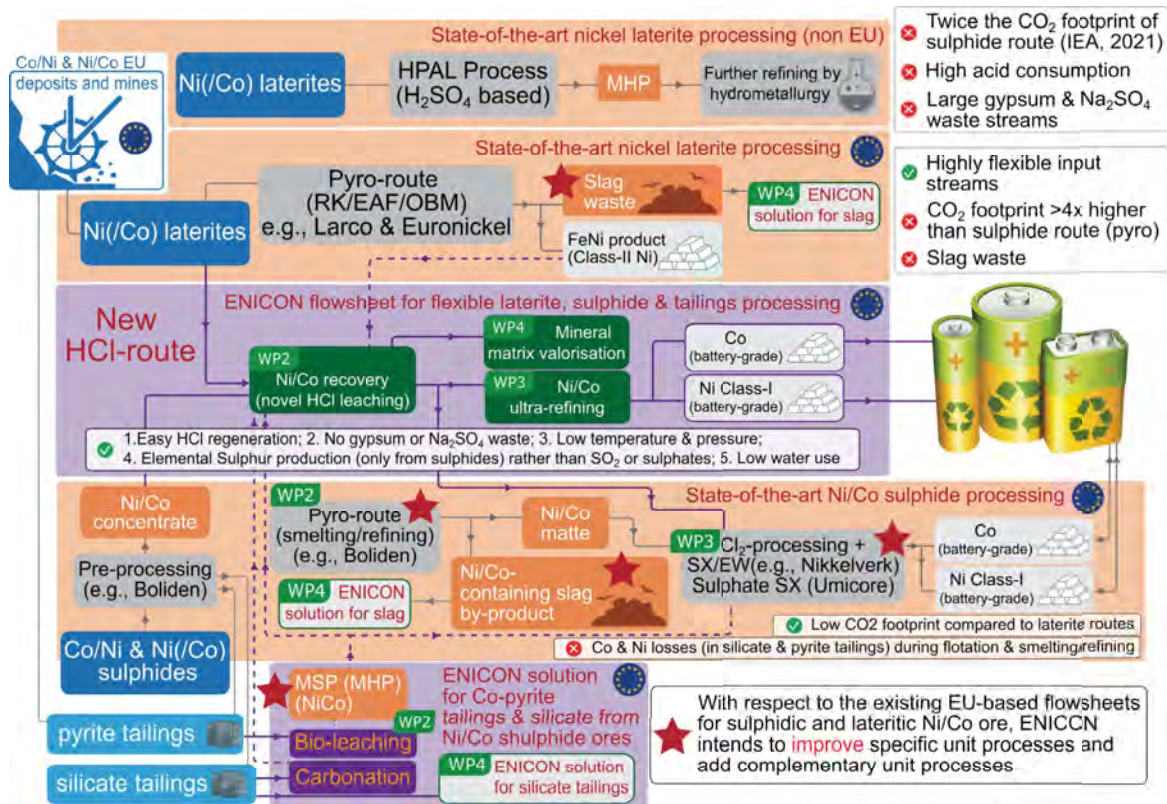 State-of-the-art nickel laterite processing (non EU)
Co/Ni & Ni/Co EU
deposits and mines
Ni(/Co) laterites
HPAL Process
(H₂SO₄ based)
MHP
Further refining by
hydrometallurgy
Twice the CO₂ footprint of
sulphide route (IEA, 2021)
High acid consumption
Large gypsum & Na₂SO₄
waste streams
State-of-the-art nickel laterite processing
Ni(/Co) laterites
Pyro-route
(RK/EAF/OBM)
e.g., Larco & Euronickel
Slag
waste
WP4 ENICON
solution for slag
FeNi product
(Class-II Ni)
Highly flexible input
streams
CO₂ footprint >4x higher
than sulphide route (pyro)
Slag waste
ENICON flowsheet for flexible laterite, sulphide & tailings processing
New
HCl-route
WP2
Ni/Co recovery
(novel HCl leaching)
WP4 Mineral
matrix valorisation
WP3 Ni/Co
ultra-refining
Co
(battery-grade)
Ni Class-I
(battery-grade)
1.Easy HCl regeneration; 2. No gypsum or Na₂SO₄ waste; 3. Low temperature & pressure;
4. Elemental Sulphur production (only from sulphides) rather than SO₂ or sulphates; 5. Low water use
State-of-the-art Ni/Co sulphide processing
Ni/Co
concentrate
Pre-processing
(e.g., Boliden)
Co/Ni & Ni(/Co)
sulphides
WP2
Pyro-route
(smelting/refining)
(e.g., Boliden)
Ni/Co
matte
WP4 ENICON
solution for slag
Ni/Co-
containing slag
by-product
WP3 Cl₂-processing +
SX/EW(e.g., Nikkelverk)
Sulphate SX (Umicore)
Co
(battery-grade)
Ni Class-I
(battery-grade)
Low CO2 footprint compared to laterite routes
Co & Ni losses (in silicate & pyrite tailings) during flotation & smelting/refining
MSP (MHP)
(NiCo)
ENICON solution
for Co-pyrite
tailings & silicate from
Ni/Co shulphide ores
WP2
Bio-leaching
Carbonation
WP4 ENICON solution
for silicate tailings
pyrite tailings
silicate tailings
With respect to the existing EU-based flowsheets
for sulphidic and lateritic Ni/Co ore, ENICCN
intends to improve specific unit processes and
add complementary unit processes